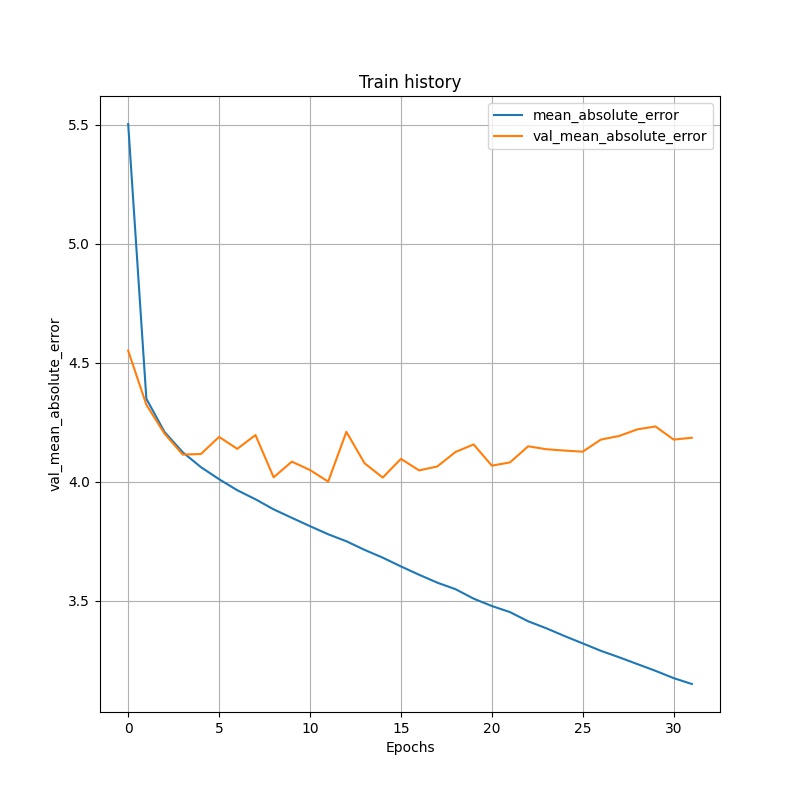 Train history
mean_absolute_error
val_mean_absolute_error
5.5
5.0
4.5
4.0
3.5
val_mean_absolute_error
0 5 10 15 20 25 30
Epochs